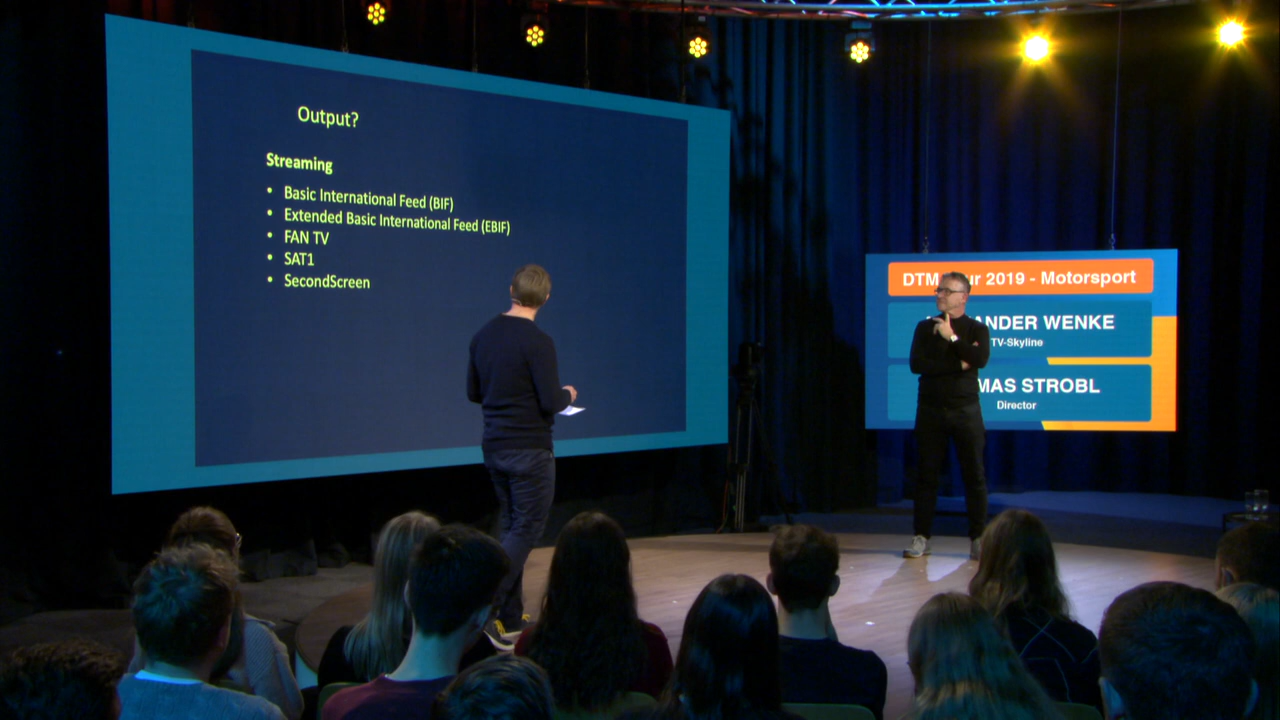 Output?
Streaming
• Basic International Feed (BIF)
• Extended Basic International Feed (EBIF)
• FAN TV
• SAT1
• SecondScreen
DTM 2019 - Motorsport
ANDER WENKE
TV-Skyline
MAS STROBL
Director